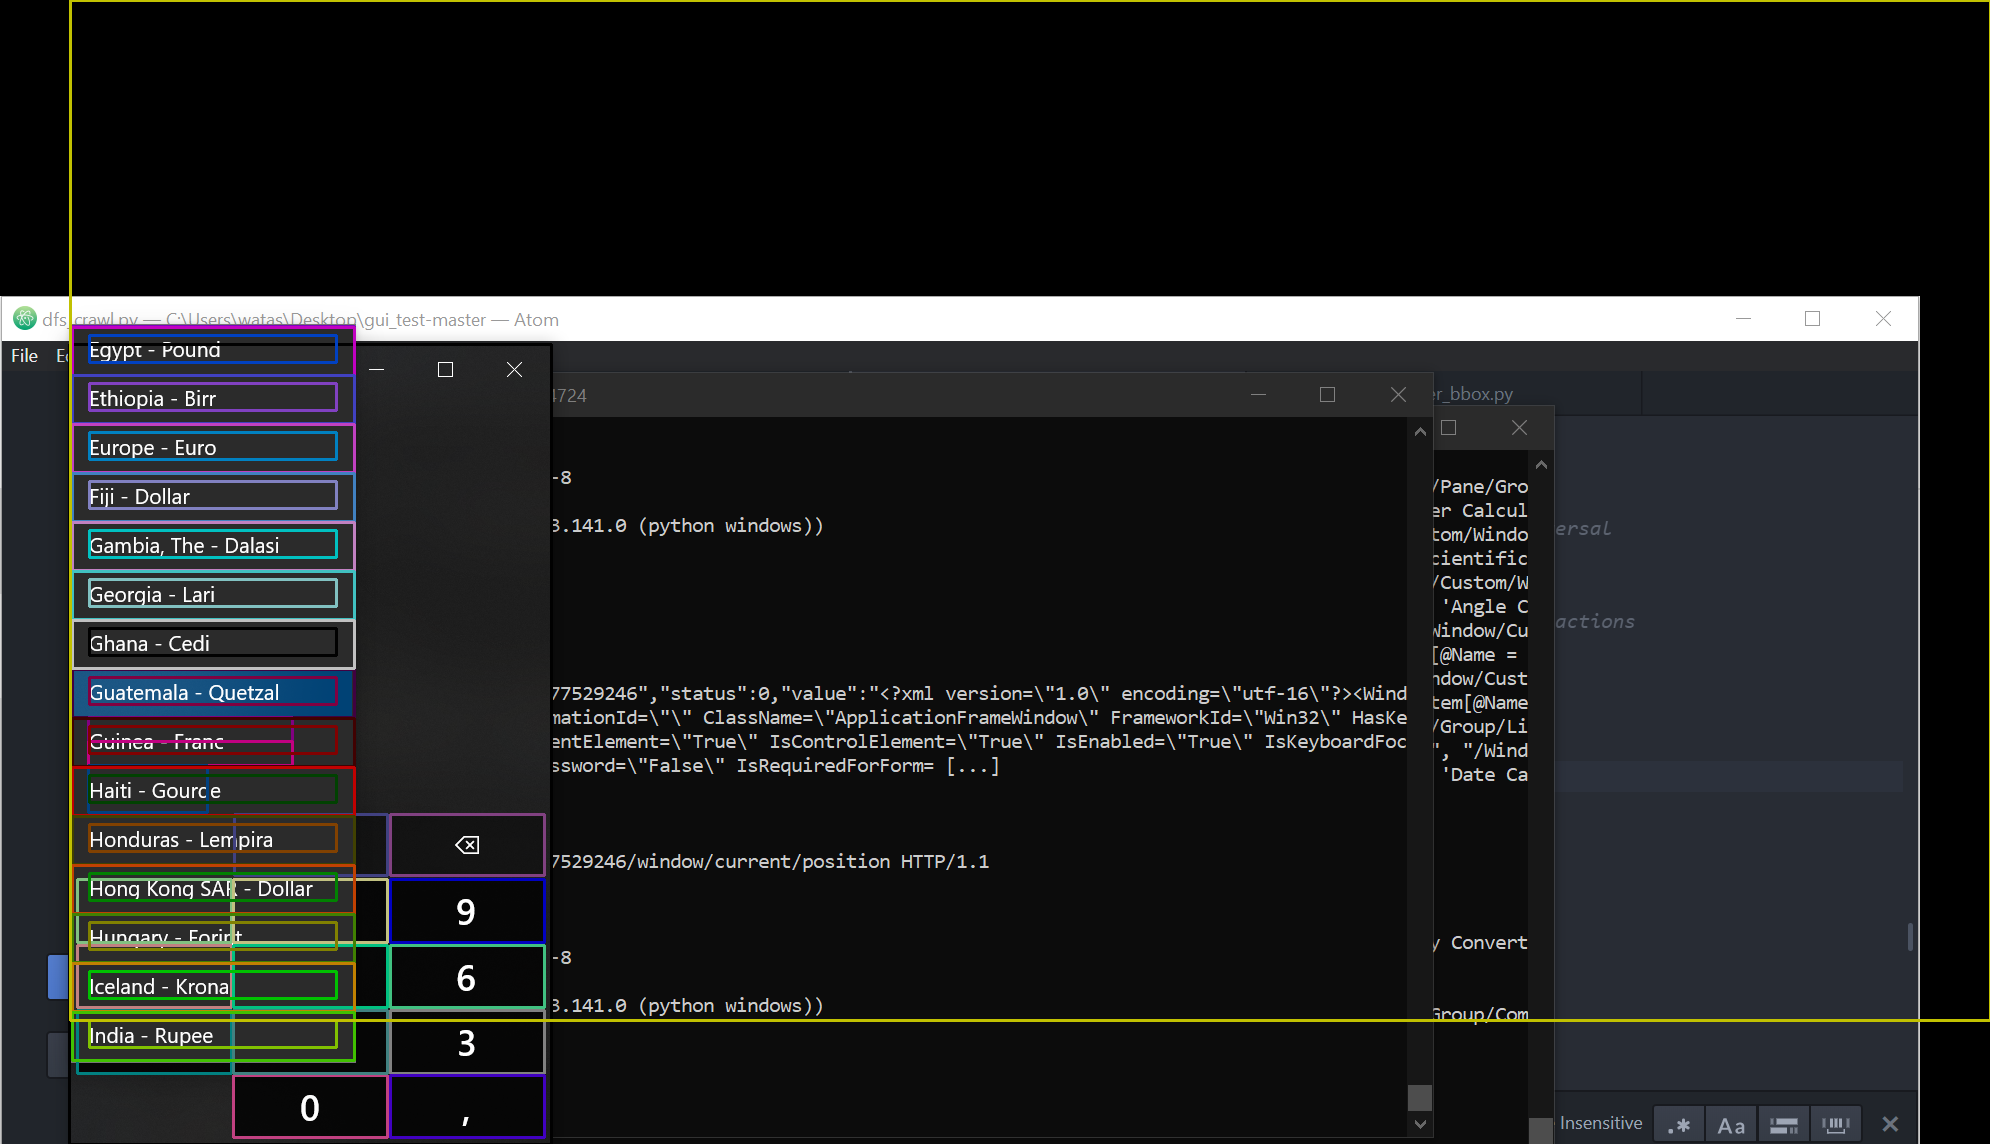 dfs_crawl.py — C:\Users\watas\Desktop\gui_test-master — Atom
File
Egypt - Pound
Ethiopia - Birr
Europe - Euro
Fiji - Dollar
Gambia, The - Dalasi
Georgia - Lari
Ghana - Cedi
Guatemala - Quetzal
Guinea - Franc
Haiti - Gourde
Honduras - Lempira
Hong Kong SAR - Dollar
Hungary - Forint
Iceland - Krona
India - Rupee
9
6
3
0
,
4724
-8
3.141.0 (python windows))
77529246","status":0,"value":"<?xml version=\"1.0\" encoding=\"utf-16\"?><Wind
mationId=\"\" ClassName=\"ApplicationFrameWindow\" FrameworkId=\"Win32\" HasKe
entElement=\"True\" IsControlElement=\"True\" IsEnabled=\"True\" IsKeyboardFoc
ssword=\"False\" IsRequiredForForm= [...]
7529246/window/current/position HTTP/1.1
-8
3.141.0 (python windows))
er_bbox.py
/Pane/Gro
er Calcul
tom/Windo
cientific
/Custom/W
'Angle C
Window/Cu
[@Name =
ndow/Cust
tem[@Name
/Group/Li
", "/Wind
'Date Ca
y Convert
Group/Com
ersal
actions
Insensitive
.*
Aa